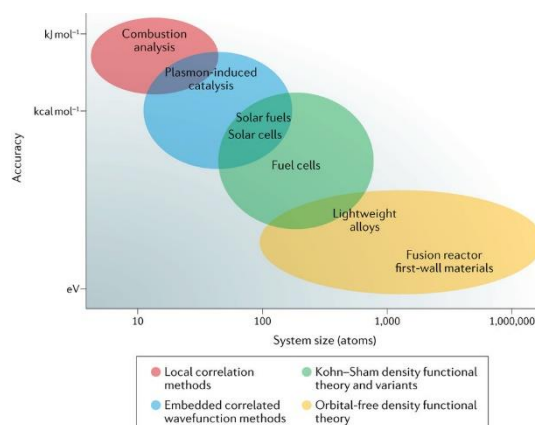 kJ mol⁻¹
kcal mol⁻¹
eV
Accuracy
Combustion
analysis
Plasmon-induced
catalysis
Solar fuels
Solar cells
Fuel cells
Lightweight
alloys
Fusion reactor
first-wall materials
10
100
1,000
1,000,000
System size (atoms)
Local correlation
methods
Embedded correlated
wavefunction methods
Kohn–Sham density functional
theory and variants
Orbital-free density functional
theory